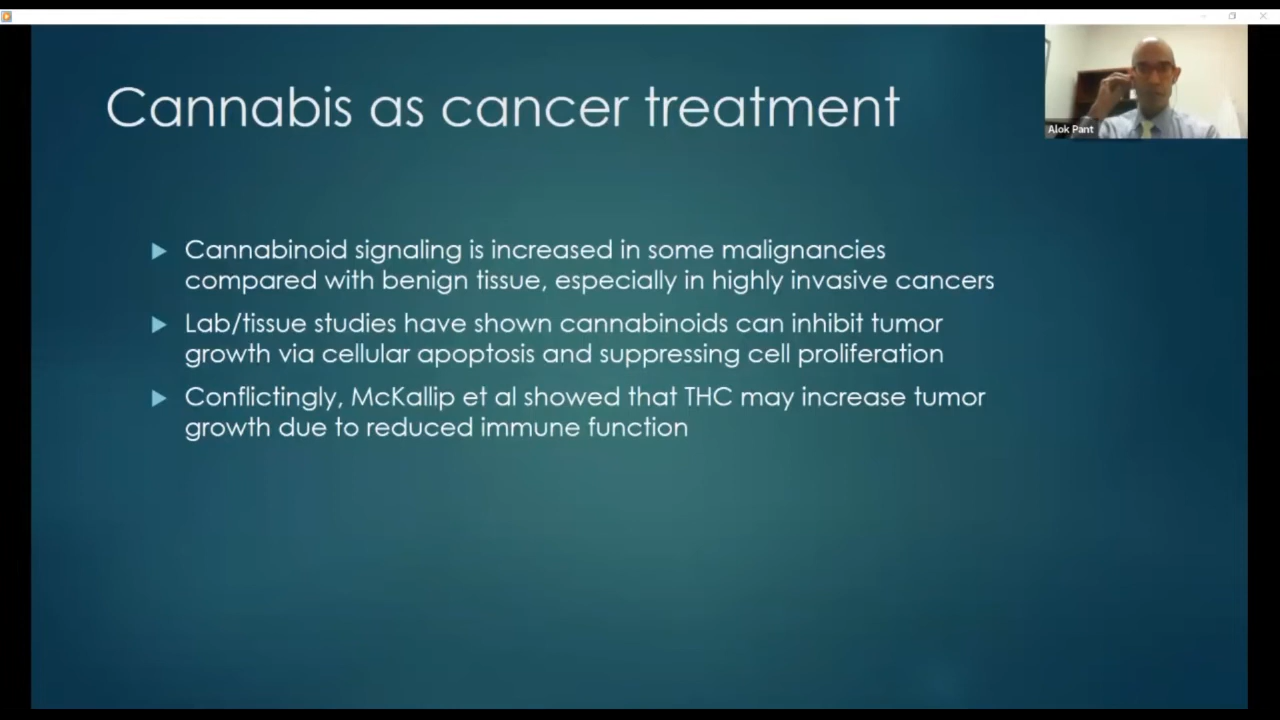 Cannabis as cancer treatment
Alok Pant
Cannabinoid signaling is increased in some malignancies
compared with benign tissue, especially in highly invasive cancers
Lab/tissue studies have shown cannabinoids can inhibit tumor
growth via cellular apoptosis and suppressing cell proliferation
Conflictingly, McKallip et al showed that THC may increase tumor
growth due to reduced immune function